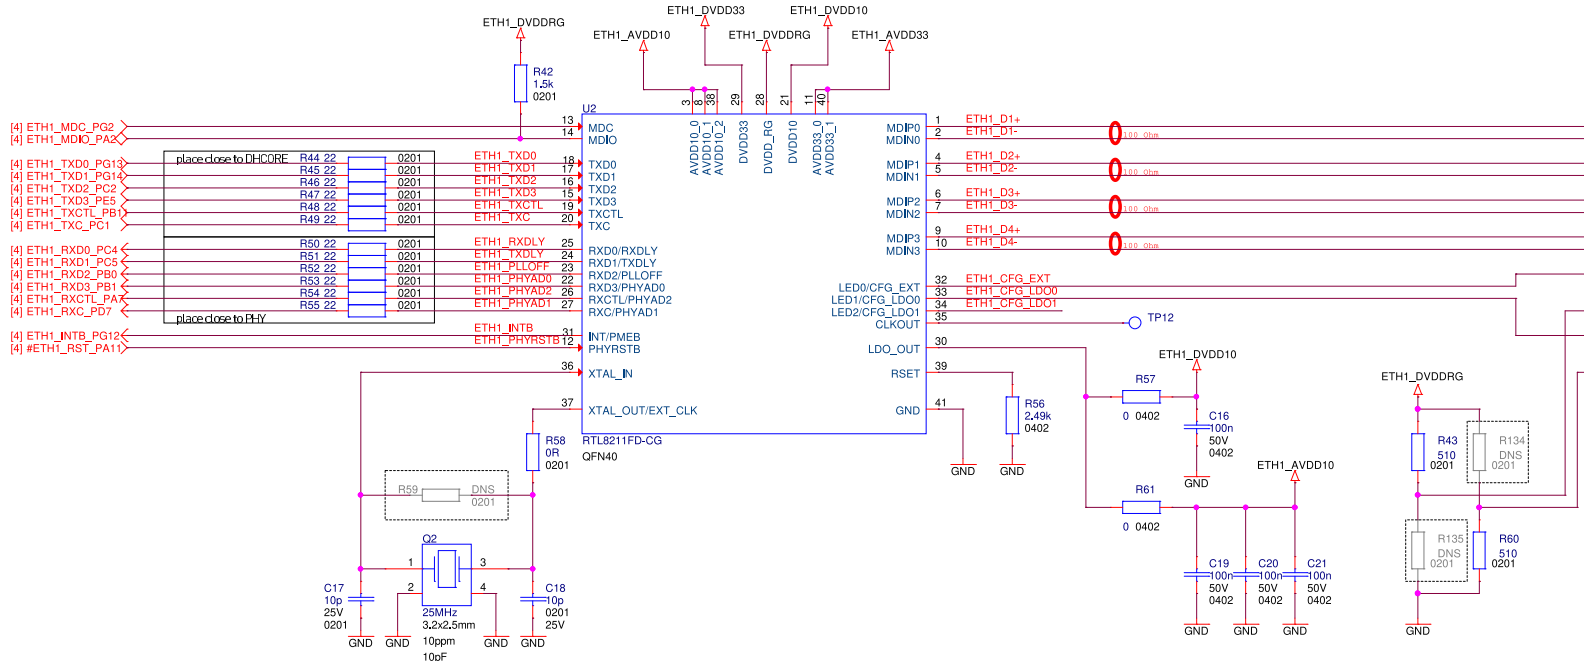 ETH1_DVDD33
ETH1_DVDD10
ETH1_DVDDRG
ETH1_AVDD10
ETH1_DVDDRG
ETH1_AVDD33
R42
1.5k
0201
3
8
38
29
28
21
11
40
U2
[4] ETH1_MDC_PG2
13
MDC
[4] ETH1_MDIO_PA2
14
MDIO
AVDD10_0
AVDD10_1
AVDD10_2
DVDD33
DVDD_RG
DVDD10
AVDD33_0
AVDD33_1
MDIP0
1
ETH1_D1+
MDIN0
2
ETH1_D1-
100 Ohm
place close to DHCORE
[4] ETH1_TXD0_PG13
R44 22
0201
ETH1_TXD0
18
TXD0
[4] ETH1_TXD1_PG14
R45 22
0201
ETH1_TXD1
17
TXD1
[4] ETH1_TXD2_PC2
R46 22
0201
ETH1_TXD2
16
TXD2
[4] ETH1_TXD3_PE5
R47 22
0201
ETH1_TXD3
15
TXD3
[4] ETH1_TXCTL_PB11
R48 22
0201
ETH1_TXCTL
19
TXCTL
[4] ETH1_TXC_PC1
R49 22
0201
ETH1_TXC
20
TXC
MDIP1
4
ETH1_D2+
MDIN1
5
ETH1_D2-
100 Ohm
MDIP2
6
ETH1_D3+
MDIN2
7
ETH1_D3-
100 Ohm
MDIP3
9
ETH1_D4+
MDIN3
10
ETH1_D4-
100 Ohm
[4] ETH1_RXD0_PC4
R50 22
0201
ETH1_RXDLY
25
RXD0/RXDLY
[4] ETH1_RXD1_PC5
R51 22
0201
ETH1_TXDLY
24
RXD1/TXDLY
[4] ETH1_RXD2_PB0
R52 22
0201
ETH1_PLLOFF
23
RXD2/PLLOFF
[4] ETH1_RXD3_PB1
R53 22
0201
ETH1_PHYAD0
22
RXD3/PHYAD0
[4] ETH1_RXCTL_PA7
R54 22
0201
ETH1_PHYAD2
26
RXCTL/PHYAD2
[4] ETH1_RXC_PD7
R55 22
0201
ETH1_PHYAD1
27
RXC/PHYAD1
place close to PHY
LED0/CFG_EXT
32
ETH1_CFG_EXT
LED1/CFG_LDO0
33
ETH1_CFG_LDO0
LED2/CFG_LDO1
34
ETH1_CFG_LDO1
CLKOUT
35
TP12
[4] ETH1_INTB_PG12
ETH1_INTB
31
INT/PMEB
[4] #ETH1_RST_PA11
ETH1_PHYRSTB
12
PHYRSTB
LDO_OUT
30
36
XTAL_IN
RSET
39
37
XTAL_OUT/EXT_CLK
GND
41
RTL8211FD-CG
QFN40
R56
2.49k
0402
GND
GND
R57
0 0402
ETH1_DVDD10
C16
100n
50V
0402
GND
R58
0R
0201
R59
DNS
0201
Q2
1
3
2
4
25MHz
3.2x2.5mm
10ppm
10pF
C17
10p
25V
0201
C18
10p
0201
25V
GND
GND
GND
GND
R61
0 0402
ETH1_AVDD10
C19
100n
50V
0402
C20
100n
50V
0402
C21
100n
50V
0402
GND
GND
GND
ETH1_DVDDRG
R43
510
0201
R134
DNS
0201
R135
DNS
0201
R60
510
0201
GND